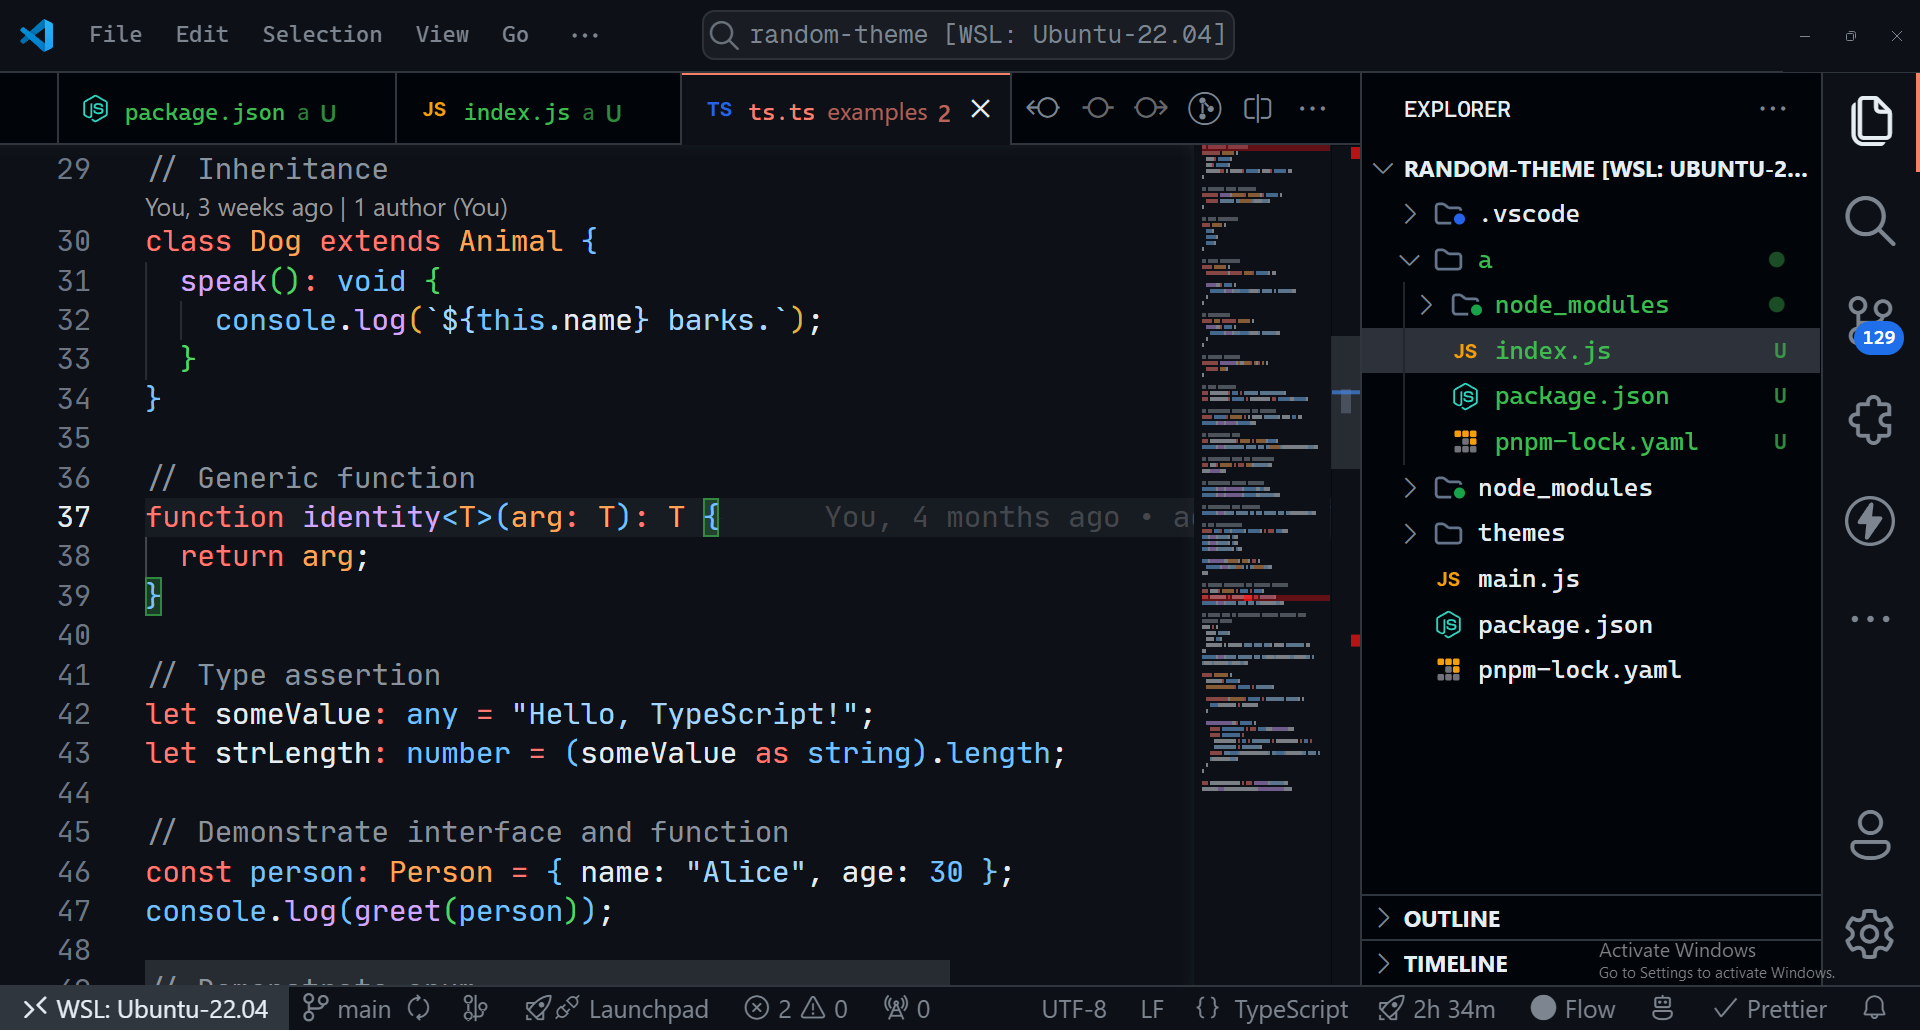 File Edit Selection View Go ···
random-theme [WSL: Ubuntu-22.04]
package.json a U
JS index.js a U
TS ts.ts examples 2
29 // Inheritance
You, 3 weeks ago | 1 author (You)
30 class Dog extends Animal {
31 speak(): void {
32 console.log(`${this.name} barks.`);
33 }
34 }
35
36 // Generic function
37 function identity<T>(arg: T): T { You, 4 months ago •
38 return arg;
39 }
40
41 // Type assertion
42 let someValue: any = "Hello, TypeScript!";
43 let strLength: number = (someValue as string).length;
44
45 // Demonstrate interface and function
46 const person: Person = { name: "Alice", age: 30 };
47 console.log(greet(person));
48
EXPLORER ···
RANDOM-THEME [WSL: UBUNTU-2...
.vscode
a
node_modules
JS index.js U
JS package.json U
pnpm-lock.yaml U
node_modules
themes
JS main.js
JS package.json
pnpm-lock.yaml
OUTLINE
TIMELINE
129
Activate Windows
Go to Settings to activate Windows.
WSL: Ubuntu-22.04 main Launchpad 2 0 0 UTF-8 LF {} TypeScript 2h 34m Flow Prettier